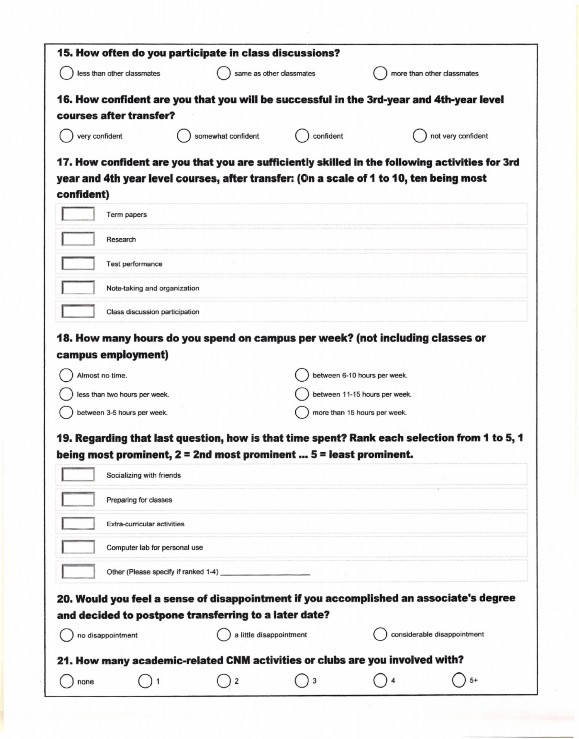 15. How often do you participate in class discussions?
less than other classmates same as other classmates more than other classmates
16. How confident are you that you will be successful in the 3rd-year and 4th-year level
courses after transfer?
very confident somewhat confident confident not very confident
17. How confident are you that you are sufficiently skilled in the following activities for 3rd
year and 4th year level courses, after transfer: (On a scale of 1 to 10, ten being most
confident)
Term papers
Research
Test performance
Note-taking and organization
Class discussion participation
18. How many hours do you spend on campus per week? (not including classes or
campus employment)
Almost no time. between 6-10 hours per week.
less than two hours per week. between 11-15 hours per week.
between 3-5 hours per week. more than 15 hours per week.
19. Regarding that last question, how is that time spent? Rank each selection from 1 to 5, 1
being most prominent, 2 = 2nd most prominent ... 5 = least prominent.
Socializing with friends
Preparing for classes
Extra-curricular activities
Computer lab for personal use
Other (Please specify if ranked 1-4) ____________________
20. Would you feel a sense of disappointment if you accomplished an associate's degree
and decided to postpone transferring to a later date?
no disappointment a little disappointment considerable disappointment
21. How many academic-related CNM activities or clubs are you involved with?
none 1 2 3 4 5+